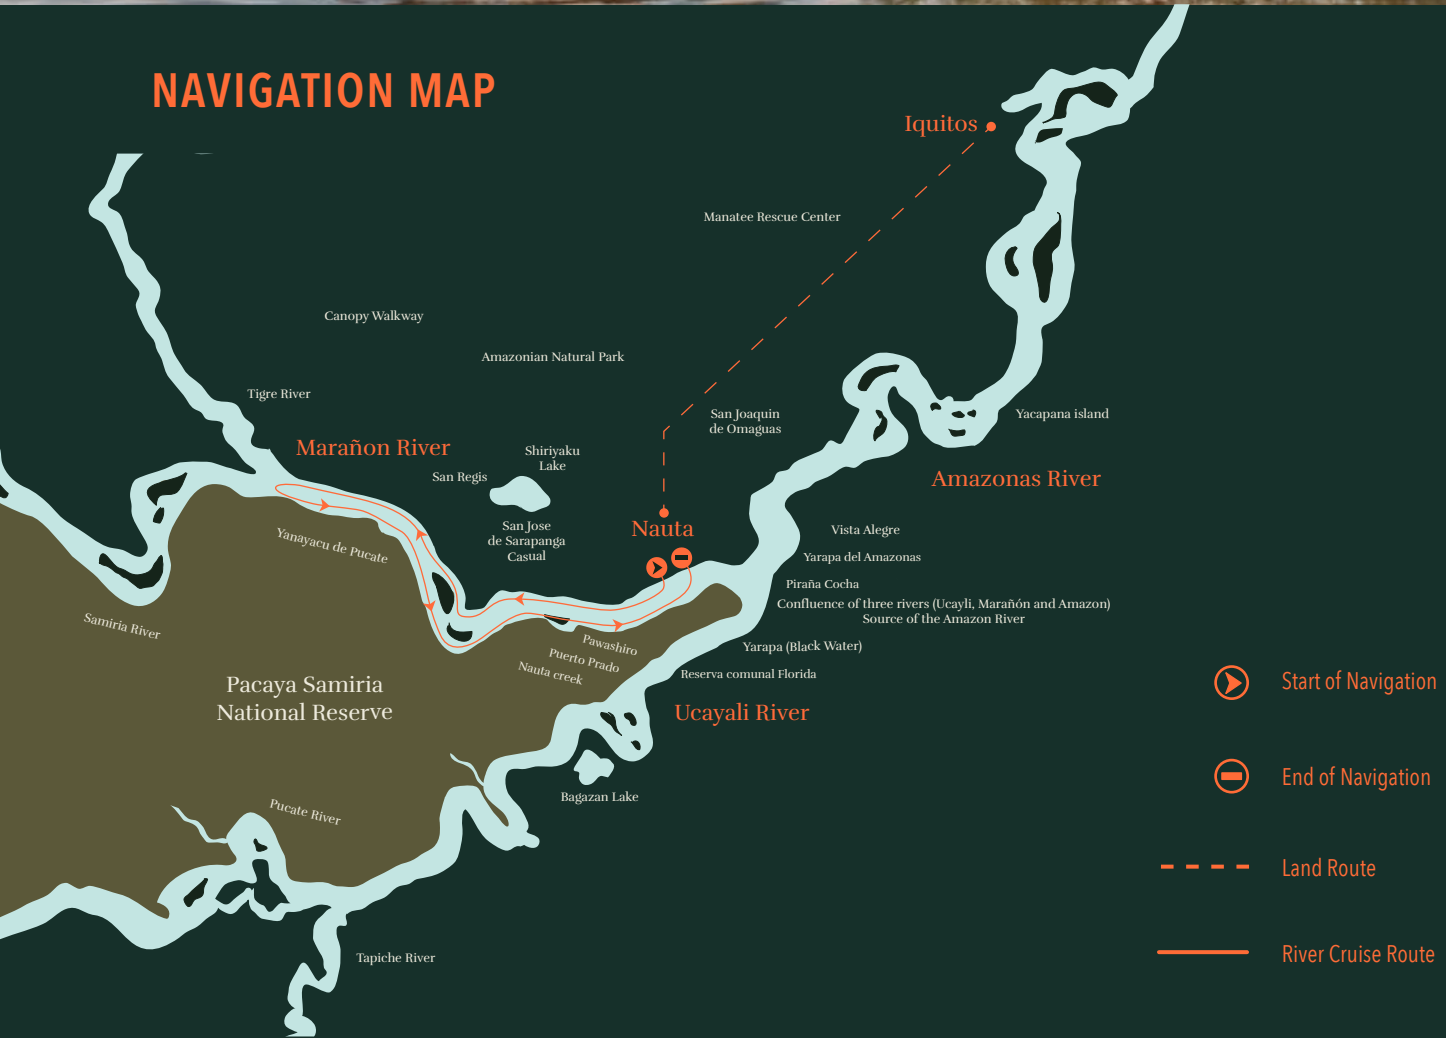 NAVIGATION MAP
Iquitos
Manatee Rescue Center
Canopy Walkway
Amazonian Natural Park
Tigre River
San Joaquin
de Omaguas
Yacapana island
Marañon River
Shiriyaku
Lake
San Regis
Amazonas River
San Jose
de Sarapanga
Casual
Nauta
Vista Alegre
Yanayacu de Pucate
Yarapa del Amazonas
Piraña Cocha
Confluence of three rivers (Ucayli, Marañón and Amazon)
Source of the Amazon River
Samiria River
Pawashiro
Puerto Prado
Nauta creek
Yarapa (Black Water)
Reserva comunal Florida
Pacaya Samiria
National Reserve
Ucayali River
Start of Navigation
End of Navigation
Bagazan Lake
Pucate River
Land Route
River Cruise Route
Tapiche River